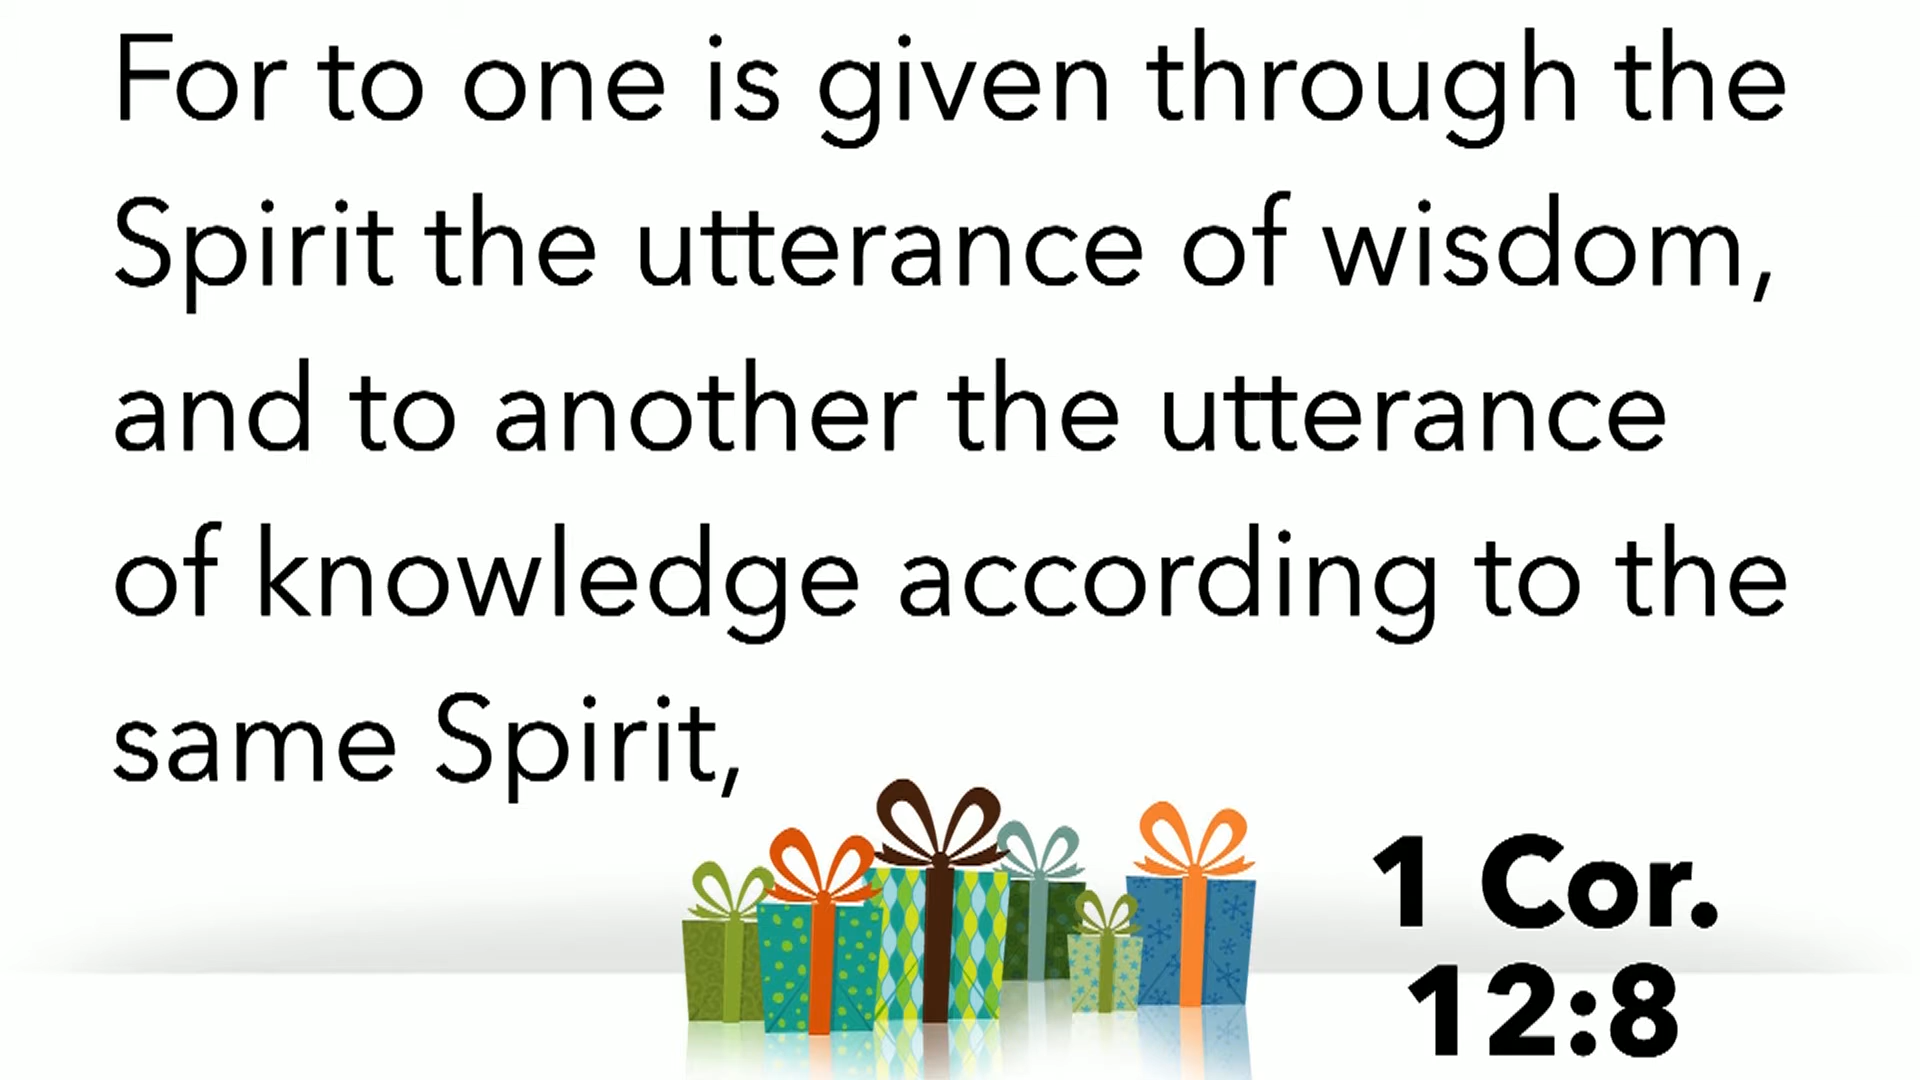 For to one is given through the
Spirit the utterance of wisdom,
and to another the utterance
of knowledge according to the
same Spirit,
1 Cor.
12:8